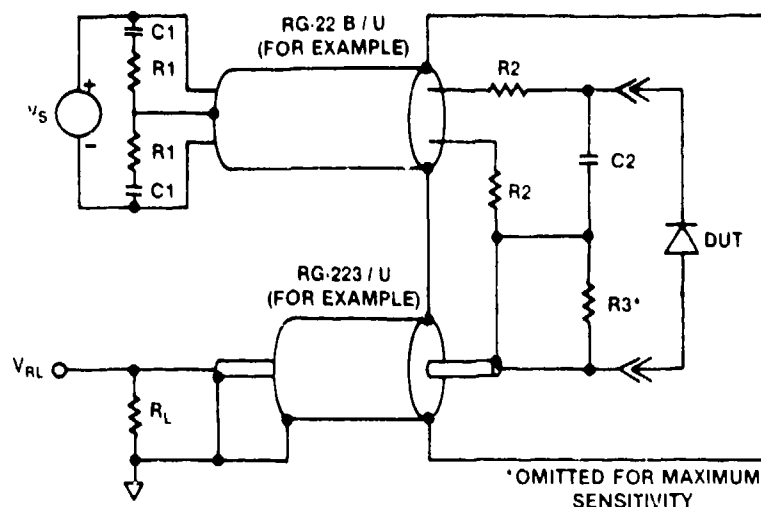 C1
RG-22 B / U
(FOR EXAMPLE)
R1
R2
+
V_S
-
R1
C1
C2
R2
DUT
RG-223 / U
(FOR EXAMPLE)
R3*
V_RL
R_L
*OMITTED FOR MAXIMUM
SENSITIVITY